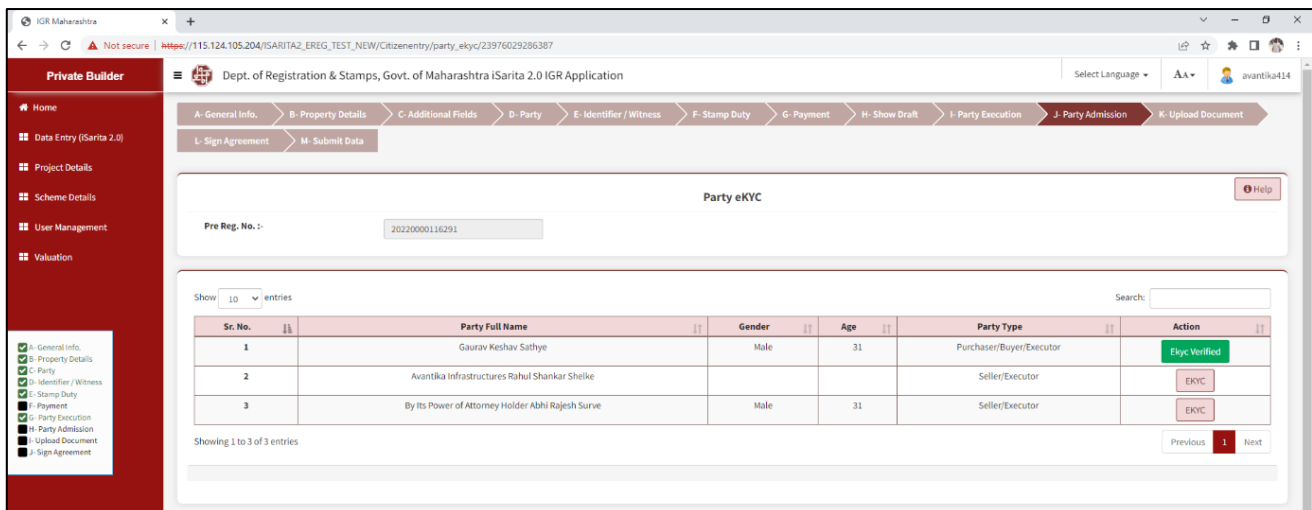 IGR Maharashtra
Not secure | https://115.124.105.204/ISARITA2_EREG_TEST_NEW/Citizenentry/party_ekyc/23976029286387
Private Builder
Dept. of Registration & Stamps, Govt. of Maharashtra iSarita 2.0 IGR Application
Select Language
AA
avantika414
Home
Data Entry (iSarita 2.0)
Project Details
Scheme Details
User Management
Valuation
A- General Info. B- Property Details C- Additional Fields D- Party E- Identifier / Witness F- Stamp Duty G- Payment H- Show Draft I- Party Execution J- Party Admission K- Upload Document
L- Sign Agreement M- Submit Data
Party eKYC
Help
Pre Reg. No. :- 20220000116291
Show 10 entries Search:
Sr. No. Party Full Name Gender Age Party Type Action
1 Gaurav Keshav Sathye Male 31 Purchaser/Buyer/Executor Ekyc Verified
2 Avantika Infrastructures Rahul Shankar Shelke Seller/Executor EKYC
3 By Its Power of Attorney Holder Abhi Rajesh Surve Male 31 Seller/Executor EKYC
Showing 1 to 3 of 3 entries Previous 1 Next
A- General Info.
B- Property Details
C- Party
D- Identifier / Witness
E- Stamp Duty
F- Payment
G- Party Execution
H- Party Admission
I- Upload Document
J- Sign Agreement